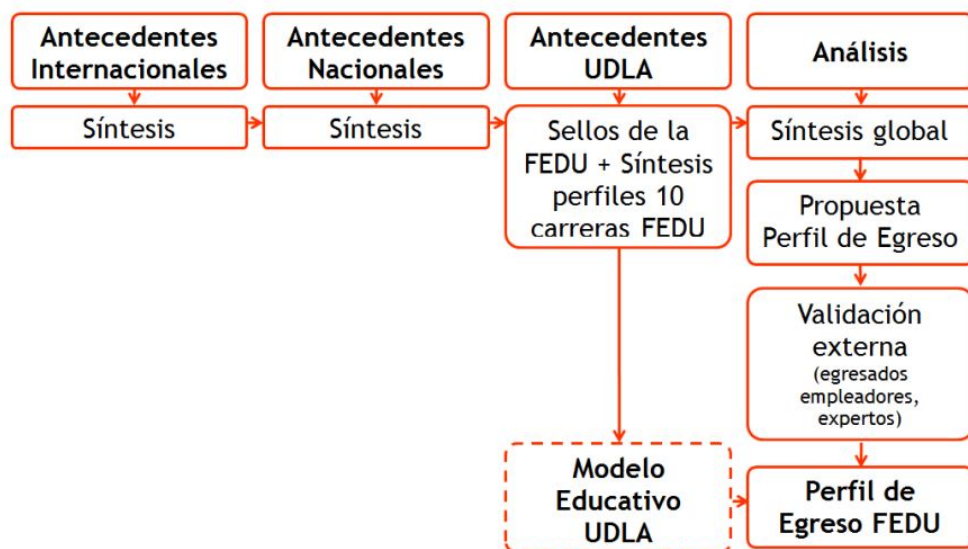 Antecedentes
Internacionales
Antecedentes
Nacionales
Antecedentes
UDLA
Análisis
Síntesis
Síntesis
Sellos de la
FEDU + Síntesis
perfiles 10
carreras FEDU
Síntesis global
Propuesta
Perfil de Egreso
Validación
externa
(egresados
empleadores,
expertos)
Modelo
Educativo
UDLA
Perfil de
Egreso FEDU